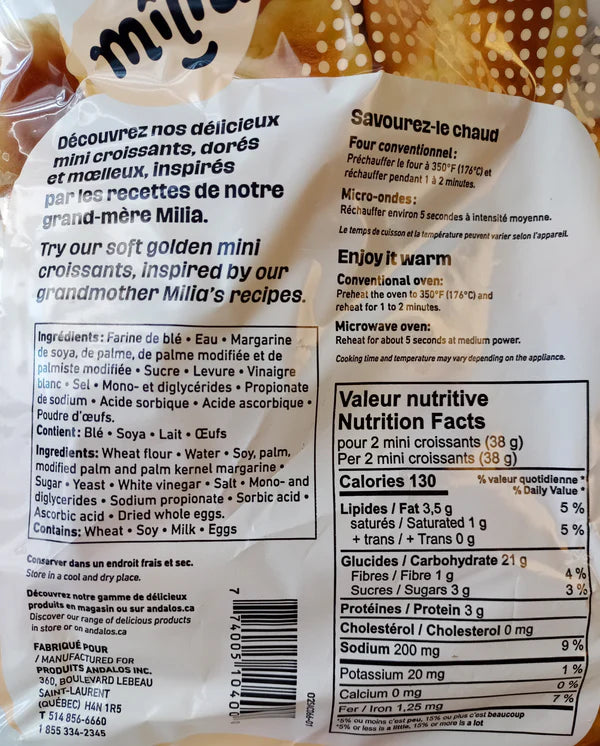 milia
Découvrez nos délicieux
mini croissants, dorés
et mœlleux, inspirés
par les recettes de notre
grand-mère Milia.
Try our soft golden mini
croissants, inspired by our
grandmother Milia's recipes.
Ingrédients: Farine de blé • Eau • Margarine
de soya, de palme, de palme modifiée et de
palmiste modifiée • Sucre • Levure • Vinaigre
blanc • Sel • Mono- et diglycérides • Propionate
de sodium • Acide sorbique • Acide ascorbique •
Poudre d'œufs.
Contient: Blé • Soya • Lait • Œufs
Ingredients: Wheat flour • Water • Soy, palm,
modified palm and palm kernel margarine •
Sugar • Yeast • White vinegar • Salt • Mono- and
diglycerides • Sodium propionate • Sorbic acid •
Ascorbic acid • Dried whole eggs.
Contains: Wheat • Soy • Milk • Eggs
Conserver dans un endroit frais et sec.
Store in a cool and dry place.
Découvrez notre gamme de délicieux
produits en magasin ou sur andalos.ca
Discover our range of delicious products
in store or on andalos.ca
FABRIQUÉ POUR
/ MANUFACTURED FOR
PRODUITS ANDALOS INC.
360, BOULEVARD LEBEAU
SAINT-LAURENT
(QUÉBEC) H4N 1R5
T 514 856-6660
1 855 334-2345
Savourez-le chaud
Four conventionnel:
Préchauffer le four à 350°F (176°C) et
réchauffer pendant 1 à 2 minutes.
Micro-ondes:
Réchauffer environ 5 secondes à intensité moyenne.
Le temps de cuisson et la température peuvent varier selon l'appareil.
Enjoy it warm
Conventional oven:
Preheat the oven to 350°F (176°C) and
reheat for 1 to 2 minutes.
Microwave oven:
Reheat for about 5 seconds at medium power.
Cooking time and temperature may vary depending on the appliance.
Valeur nutritive
Nutrition Facts
pour 2 mini croissants (38 g)
Per 2 mini croissants (38 g)
Calories 130 % valeur quotidienne *
% Daily Value *
Lipides / Fat 3,5 g 5 %
saturés / Saturated 1 g
+ trans / + Trans 0 g 5 %
Glucides / Carbohydrate 21 g
Fibres / Fibre 1 g 4 %
Sucres / Sugars 3 g 3 %
Protéines / Protein 3 g
Cholestérol / Cholesterol 0 mg
Sodium 200 mg 9 %
Potassium 20 mg 1 %
Calcium 0 mg 0 %
Fer / Iron 1,25 mg 7 %
*5% ou moins c'est peu, 15% ou plus c'est beaucoup
*5% or less is a little, 15% or more is a lot